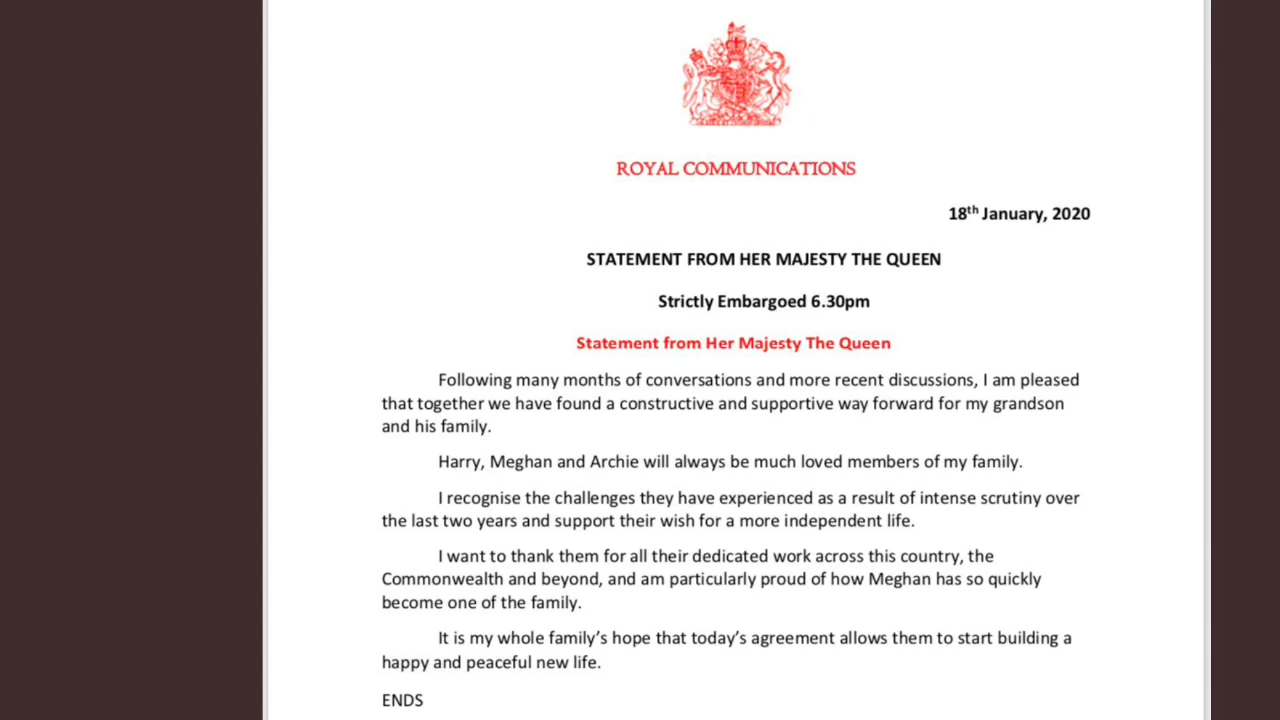 ROYAL COMMUNICATIONS
18th January, 2020
STATEMENT FROM HER MAJESTY THE QUEEN
Strictly Embargoed 6.30pm
Statement from Her Majesty The Queen
Following many months of conversations and more recent discussions, I am pleased
that together we have found a constructive and supportive way forward for my grandson
and his family.
Harry, Meghan and Archie will always be much loved members of my family.
I recognise the challenges they have experienced as a result of intense scrutiny over
the last two years and support their wish for a more independent life.
I want to thank them for all their dedicated work across this country, the
Commonwealth and beyond, and am particularly proud of how Meghan has so quickly
become one of the family.
It is my whole family’s hope that today’s agreement allows them to start building a
happy and peaceful new life.
ENDS